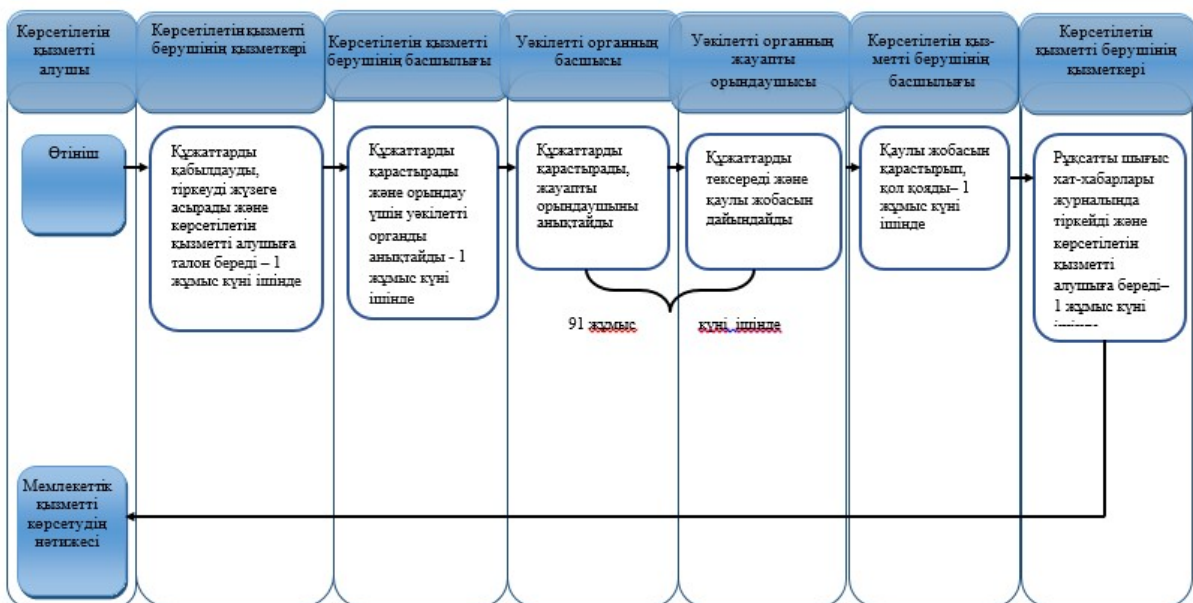 Көрсетілетін
қызметті
алушы
Көрсетілетін қызметті
берушінің қызметкері
Көрсетілетін қызметті
берушінің басшылығы
Уәкілетті органның
басшысы
Уәкілетті органның
жауапты
орындаушысы
Көрсетілетін қыз-
метті берушінің
басшылығы
Көрсетілетін
қызметті берушінің
қызметкері
Өтініш
Құжаттарды
қабылдауды,
тіркеуді жүзеге
асырады және
көрсетілетін
қызметті алушыға
талон береді – 1
жұмыс күні ішінде
Құжаттарды
қарастырады
және орындау
үшін уәкілетті
органды
анықтайды - 1
жұмыс күні
ішінде
Құжаттарды
қарастырады,
жауапты
орындаушыны
анықтайды
Құжаттарды
тексереді және
қаулы жобасын
дайындайды
Қаулы жобасын
қарастырып,
қол қояды– 1
жұмыс күні
ішінде
Рұқсатты шығыс
хат-хабарлары
журналында
тіркейді және
көрсетілетін
қызметті
алушыға береді–
1 жұмыс күні
91 жұмыс күні ішінде
Мемлекеттік
қызметті
көрсетудің
нәтижесі